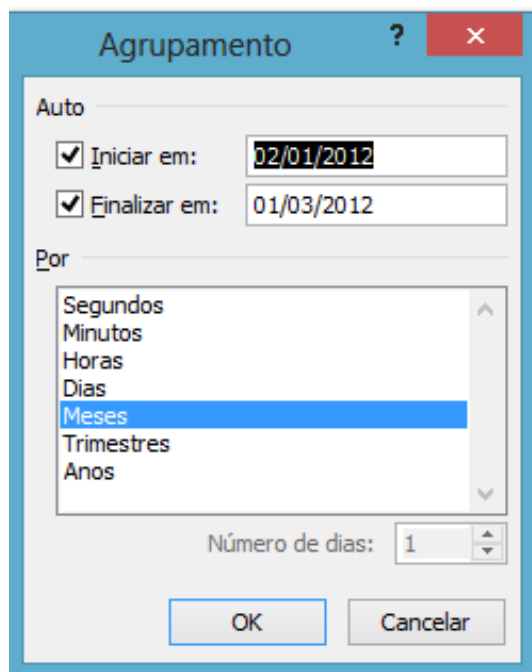 Agrupamento ? ×
Auto
Iniciar em: 02/01/2012
Finalizar em: 01/03/2012
Por
Segundos
Minutos
Horas
Dias
Meses
Trimestres
Anos
Número de dias: 1
OK Cancelar